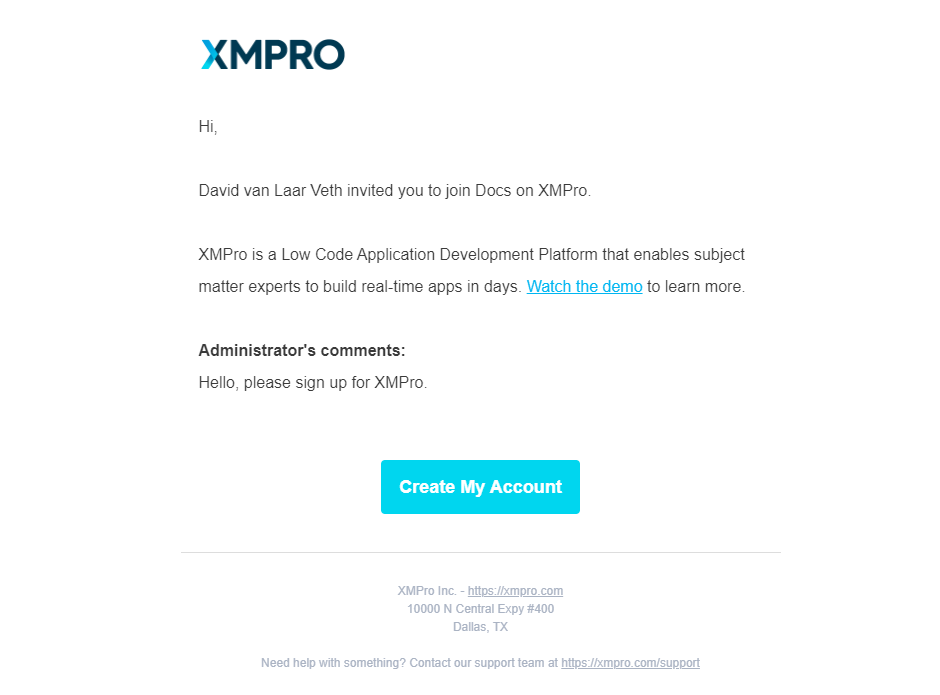 XMPRO
Hi,
David van Laar Veth invited you to join Docs on XMPro.
XMPro is a Low Code Application Development Platform that enables subject
matter experts to build real-time apps in days. Watch the demo to learn more.
Administrator's comments:
Hello, please sign up for XMPro.
Create My Account
XMPro Inc. - https://xmpro.com
10000 N Central Expy #400
Dallas, TX
Need help with something? Contact our support team at https://xmpro.com/support